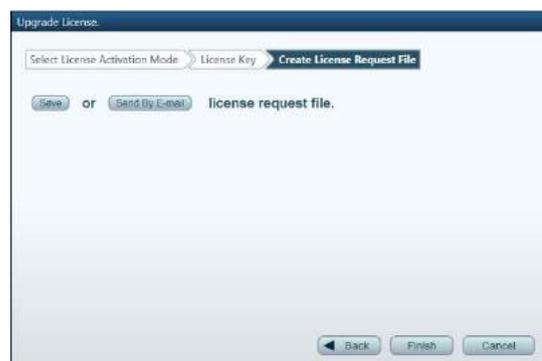 Upgrade License.
Select License Activation Mode License Key Create License Request File
Save or Send By E-mail license request file.
Back Finish Cancel